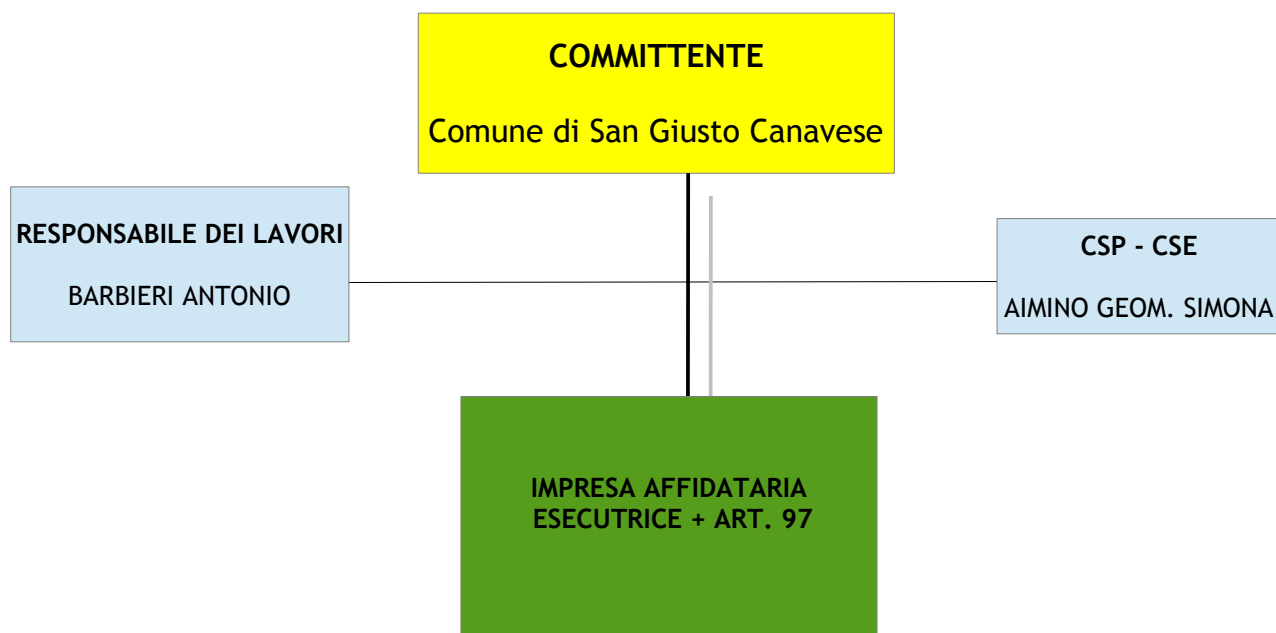 COMMITTENTE
Comune di San Giusto Canavese
RESPONSABILE DEI LAVORI
BARBIERI ANTONIO
CSP - CSE
AIMINO GEOM. SIMONA
IMPRESA AFFIDATARIA
ESECUTRICE + ART. 97